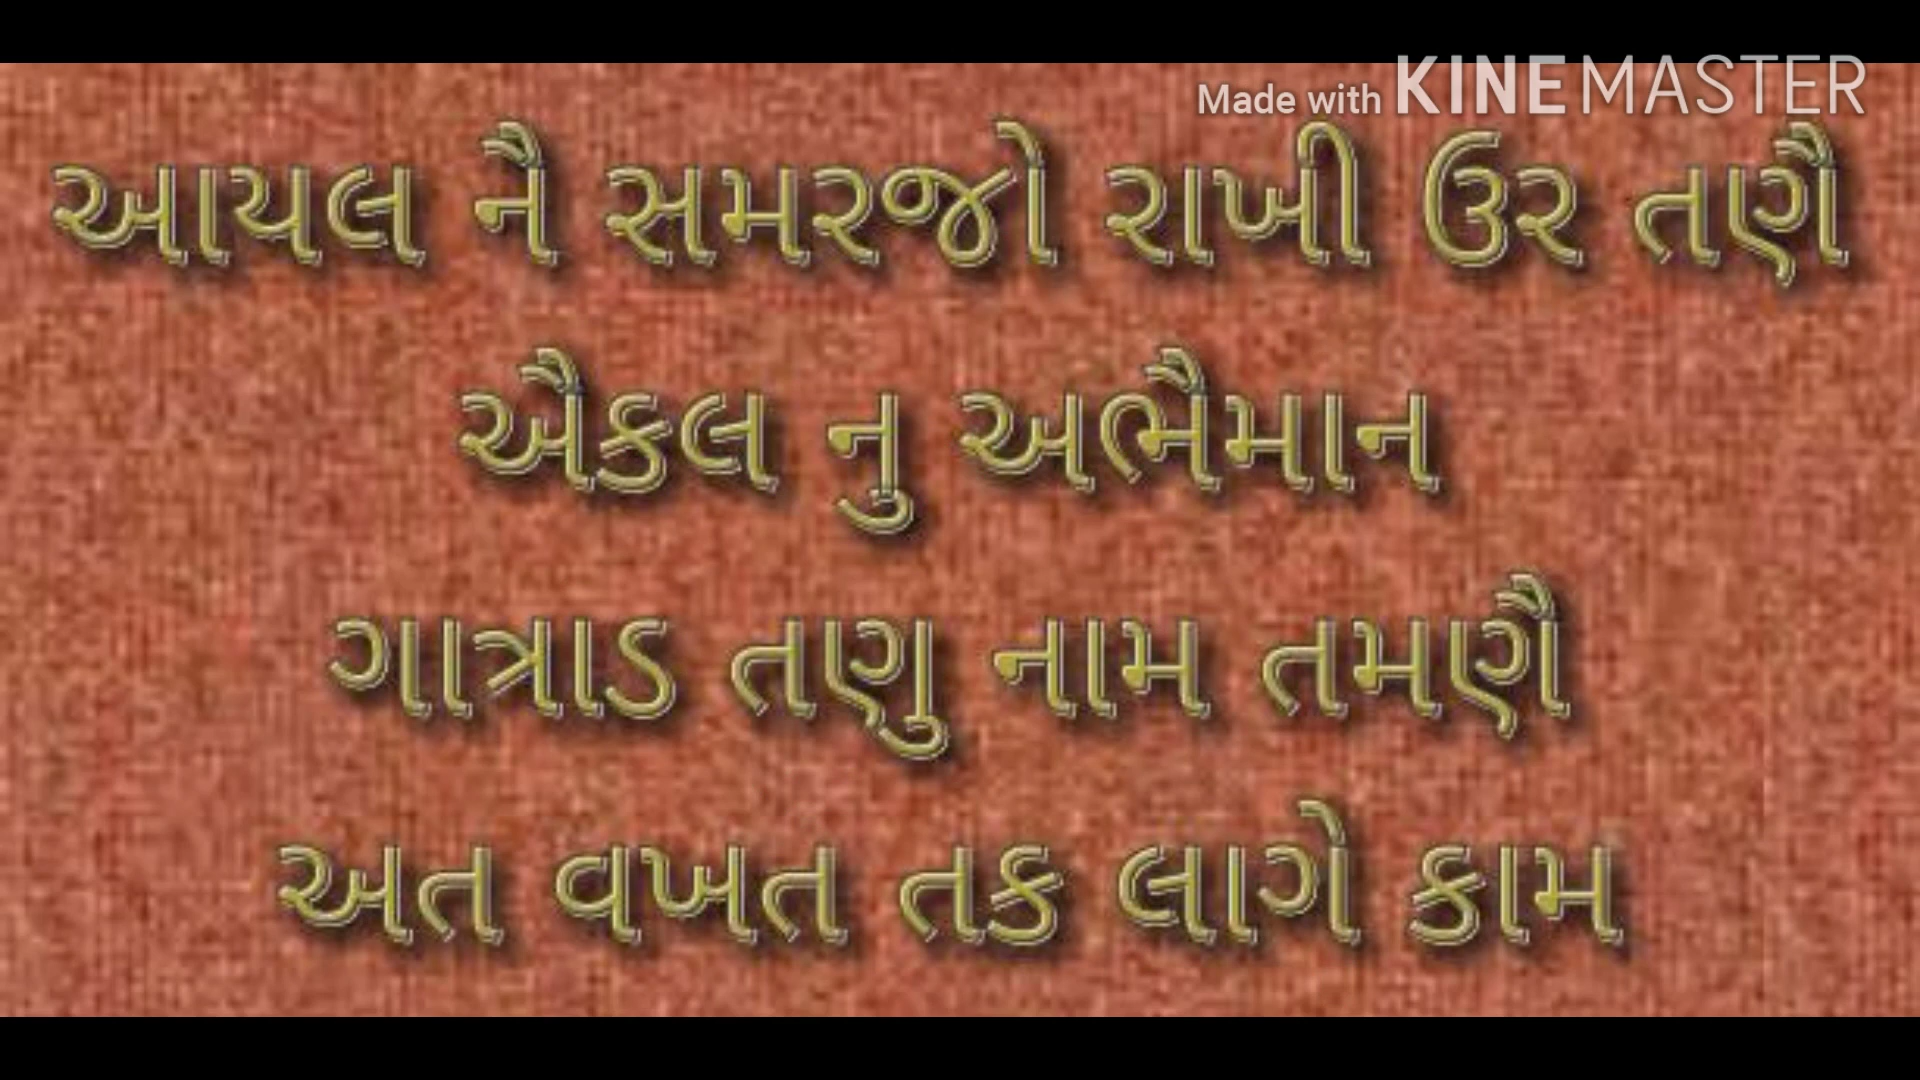 Made with KINEMASTER
આયલ નૈ સમરજો રાખી ઉર તણૈ
ઐકલ નુ અભૈમાન
ગાત્રાડ તણુ નામ તમણૈ
અત વખત તક લાગે કામ